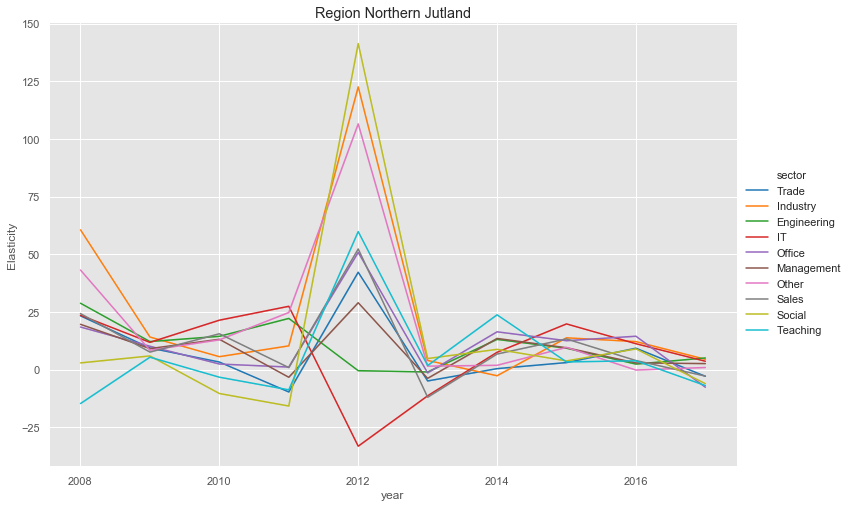 Region Northern Jutland
150
125
100
75
50
25
0
−25
Elasticity
2008
2010
2012
2014
2016
year
sector
Trade
Industry
Engineering
IT
Office
Management
Other
Sales
Social
Teaching